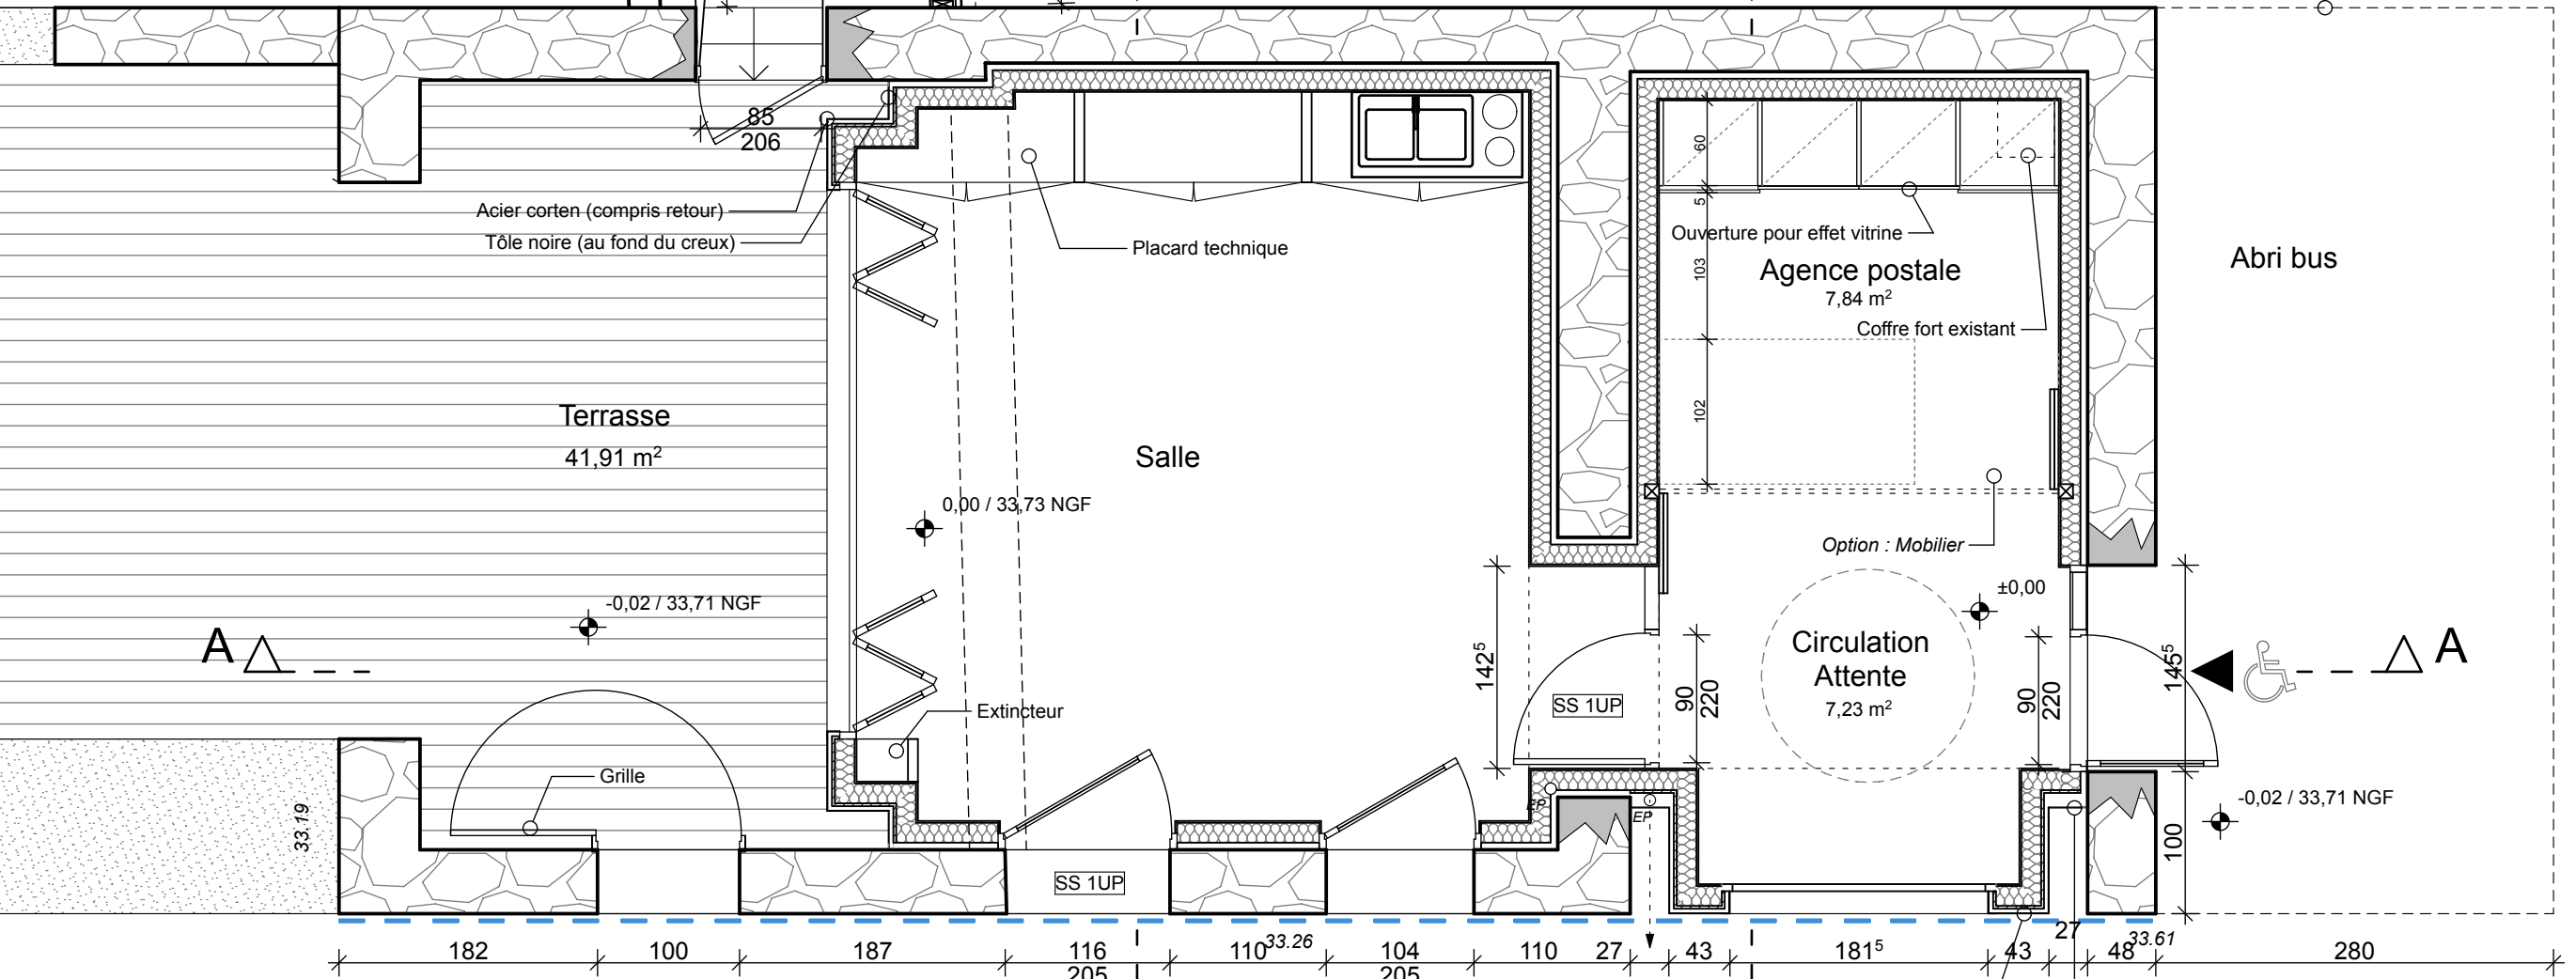 85
206
Acier corten (compris retour)
Tôle noire (au fond du creux)
Placard technique
60
5
Ouverture pour effet vitrine
103
Agence postale
7,84 m²
Coffre fort existant
Abri bus
Terrasse
41,91 m²
102
Salle
0,00 / 33,73 NGF
Option : Mobilier
-0,02 / 33,71 NGF
±0,00
A
142⁵
Circulation
Attente
7,23 m²
145⁵
A
SS 1UP
90
220
90
220
Extincteur
Grille
33.19
EP
EP
-0,02 / 33,71 NGF
100
SS 1UP
182
100
187
116
205
110
33.26
104
205
110
27
43
181⁵
43
27
48
33.61
280